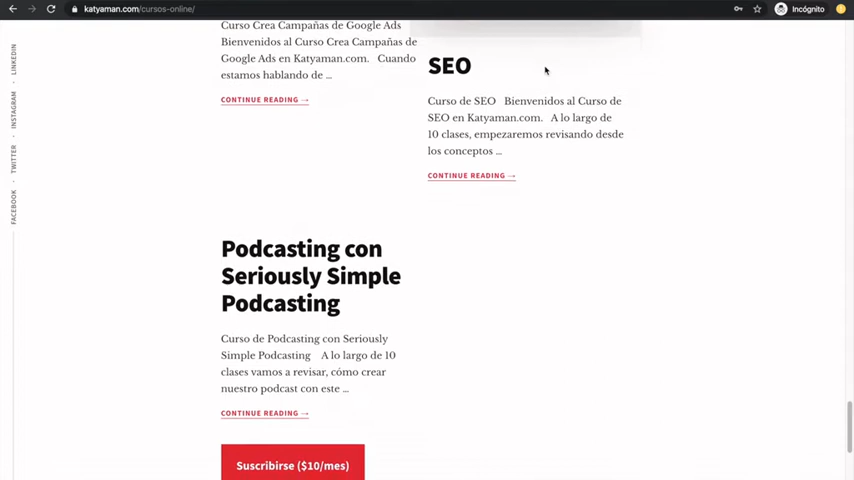 katyaman.com/cursos-online/
Incógnito
LINKEDIN
INSTAGRAM
TWITTER
FACEBOOK
Curso Crea Campañas de Google Ads
Bienvenidos al Curso Crea Campañas de
Google Ads en Katyaman.com. Cuando
estamos hablando de ...
CONTINUE READING →
SEO
Curso de SEO Bienvenidos al Curso de
SEO en Katyaman.com. A lo largo de
10 clases, empezaremos revisando desde
los conceptos ...
CONTINUE READING →
Podcasting con
Seriously Simple
Podcasting
Curso de Podcasting con Seriously
Simple Podcasting A lo largo de 10
clases vamos a revisar, cómo crear
nuestro podcast con este ...
CONTINUE READING →
Suscribirse ($10/mes)